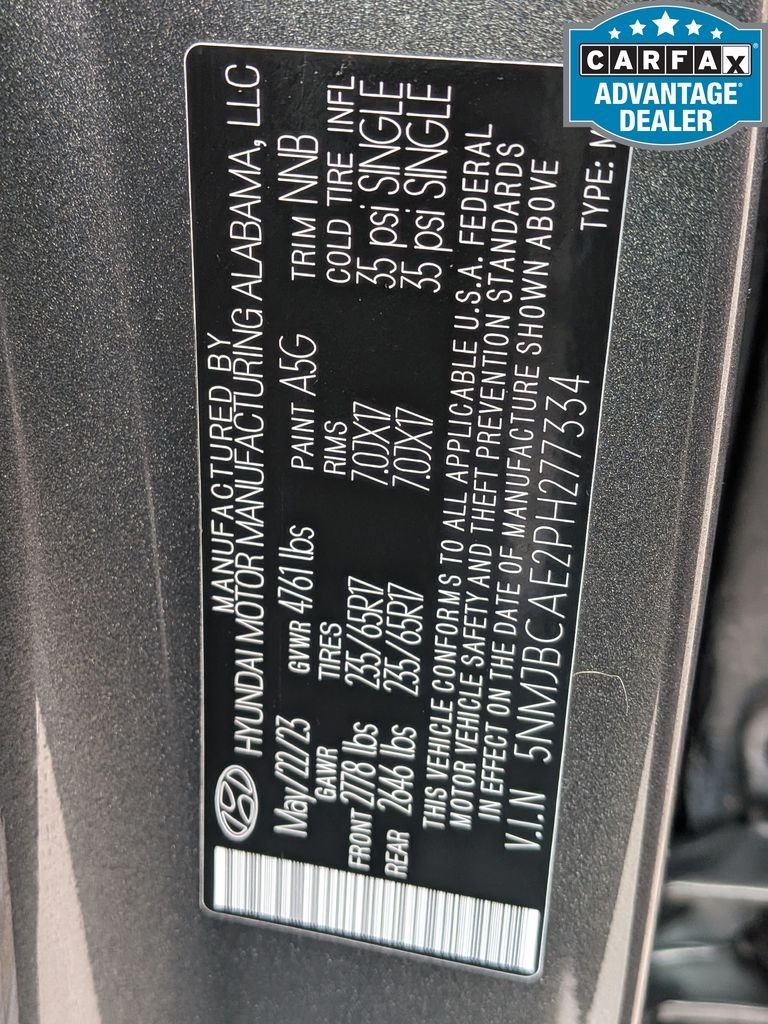 CARFAX
ADVANTAGE
DEALER
MANUFACTURED BY
HYUNDAI MOTOR MANUFACTURING ALABAMA, LLC
May/22/23 GVWR 4761 lbs PAINT A5G TRIM NNB
GAWR TIRES RIMS COLD TIRE INFL
FRONT 2778 lbs 235/65R17 7.0JX17 35 psi SINGLE
REAR 2646 lbs 235/65R17 7.0JX17 35 psi SINGLE
THIS VEHICLE CONFORMS TO ALL APPLICABLE U.S.A. FEDERAL
MOTOR VEHICLE SAFETY AND THEFT PREVENTION STANDARDS
IN EFFECT ON THE DATE OF MANUFACTURE SHOWN ABOVE
V.I.N 5NMJBCAE2PH277334 TYPE: